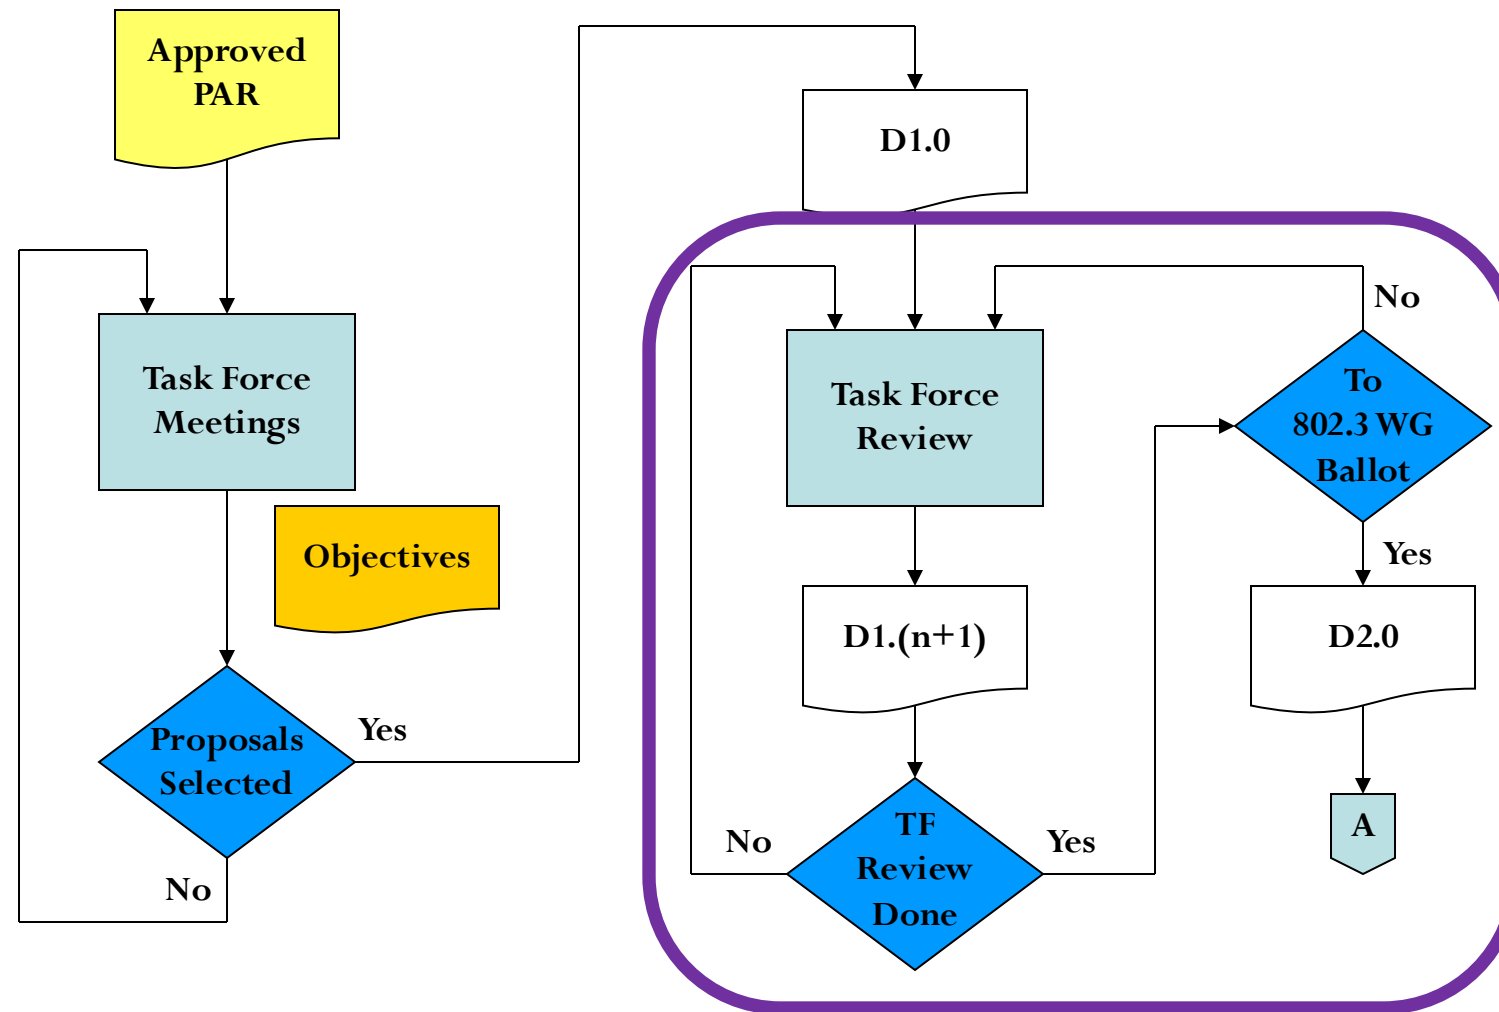 Approved
PAR
Task Force
Meetings
Objectives
Proposals
Selected
Yes
No
D1.0
Task Force
Review
D1.(n+1)
TF
Review
Done
No
Yes
To
802.3 WG
Ballot
No
Yes
D2.0
A